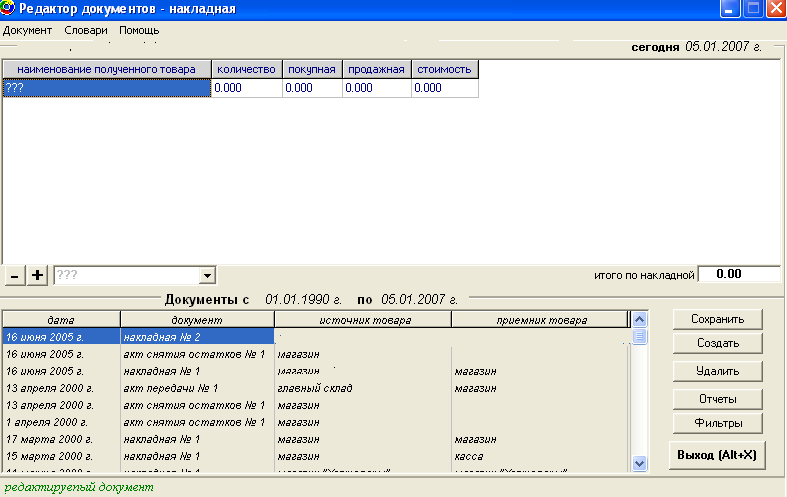 Редактор документов - накладная
Документ Словари Помощь
сегодня 05.01.2007 г.
наименование полученного товара количество покупная продажная стоимость
??? 0.000 0.000 0.000 0.000
- + ??? итого по накладной 0.00
Документы с 01.01.1990 г. по 05.01.2007 г.
дата документ источник товара приемник товара
16 июня 2005 г. накладная № 2
16 июня 2005 г. акт снятия остатков № 1 магазин
16 июня 2005 г. накладная № 1 магазин магазин
13 апреля 2000 г. акт передачи № 1 главный склад магазин
13 апреля 2000 г. акт снятия остатков № 1 магазин
1 апреля 2000 г. акт снятия остатков № 1 магазин
17 марта 2000 г. накладная № 1 магазин магазин
15 марта 2000 г. накладная № 1 магазин касса
Сохранить
Создать
Удалить
Отчеты
Фильтры
Выход (Alt+X)
редактируемый документ